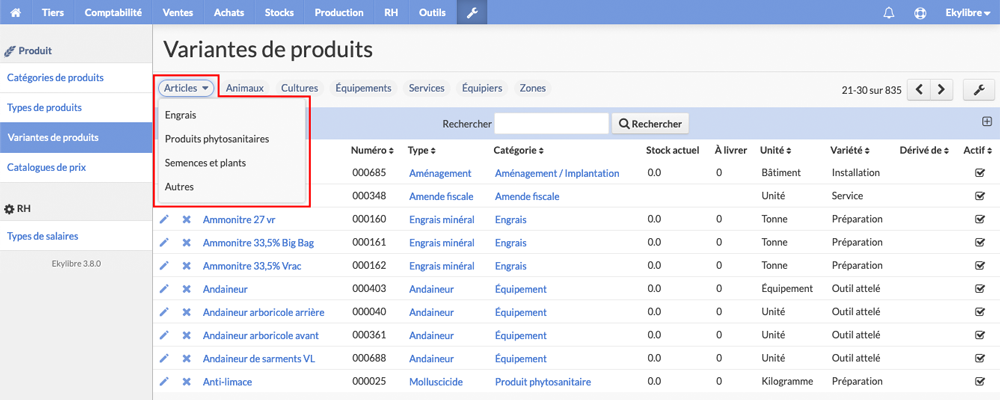 Tiers Comptabilité Ventes Achats Stocks Production RH Outils Ekylibre
Produit
Catégories de produits
Types de produits
Variantes de produits
Catalogues de prix
RH
Types de salaires
Ekylibre 3.8.0
Variantes de produits
Articles Animaux Cultures Équipements Services Équipiers Zones 21-30 sur 835
Engrais
Produits phytosanitaires
Semences et plants
Autres
Rechercher Rechercher
Numéro Type Catégorie Stock actuel À livrer Unité Variété Dérivé de Actif
000685 Aménagement Aménagement / Implantation 0.0 0 Bâtiment Installation
000348 Amende fiscale Amende fiscale Unité Service
Ammonitre 27 vr 000160 Engrais minéral Engrais 0.0 0 Tonne Préparation
Ammonitre 33,5% Big Bag 000161 Engrais minéral Engrais 0.0 0 Tonne Préparation
Ammonitre 33,5% Vrac 000162 Engrais minéral Engrais 0.0 0 Tonne Préparation
Andaineur 000403 Andaineur Équipement 0.0 0 Équipement Outil attelé
Andaineur arboricole arrière 000040 Andaineur Équipement 0.0 0 Unité Outil attelé
Andaineur arboricole avant 000361 Andaineur Équipement 0.0 0 Unité Outil attelé
Andaineur de sarments VL 000688 Andaineur Équipement 0.0 0 Unité Outil attelé
Anti-limace 000025 Molluscicide Produit phytosanitaire 0.0 0 Kilogramme Préparation